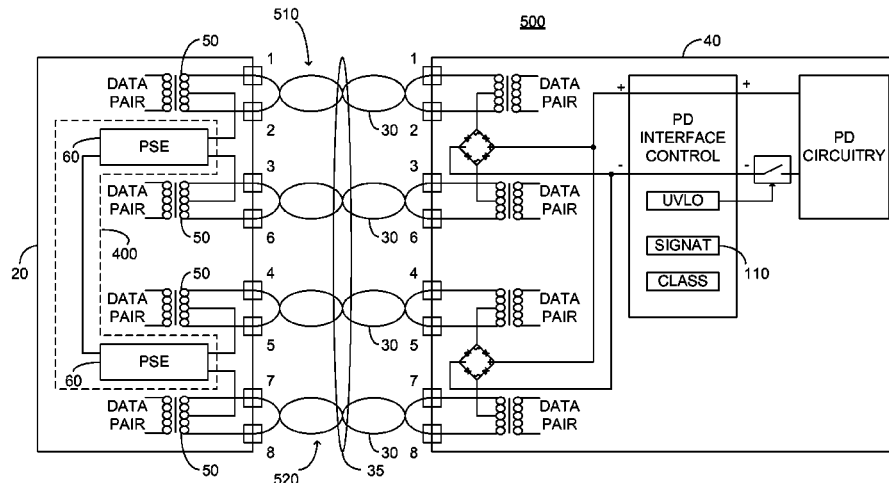 510
500
50
40
1
1
DATA
PAIR
DATA
PAIR
2
30
2
60
PSE
+
+
PD
INTERFACE
CONTROL
PD
CIRCUITRY
-
-
3
3
DATA
PAIR
DATA
PAIR
UVLO
20
400
50
6
30
6
SIGNAT
110
50
4
4
CLASS
DATA
PAIR
DATA
PAIR
5
30
5
PSE
60
7
7
DATA
PAIR
DATA
PAIR
50
8
520
35
30
8